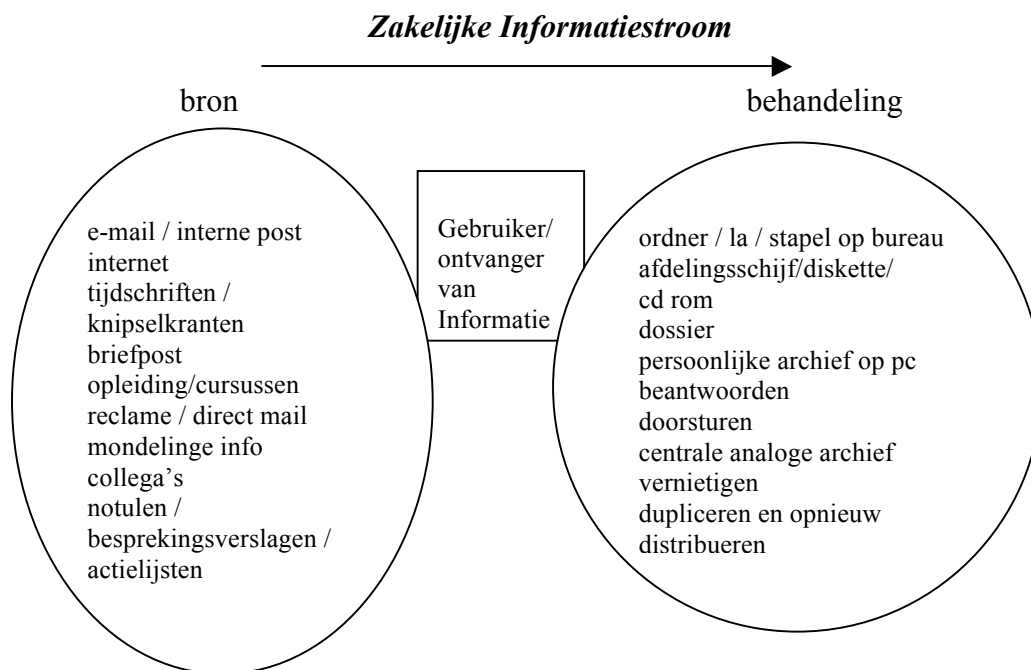 Zakelijke Informatiestroom
bron
behandeling
e-mail / interne post
internet
tijdschriften /
knipselkranten
briefpost
opleiding/cursussen
reclame / direct mail
mondelinge info
collega's
notulen /
besprekingsverslagen /
actielijsten
Gebruiker/
ontvanger
van
Informatie
ordner / la / stapel op bureau
afdelingsschijf/diskette/
cd rom
dossier
persoonlijke archief op pc
beantwoorden
doorsturen
centrale analoge archief
vernietigen
dupliceren en opnieuw
distribueren